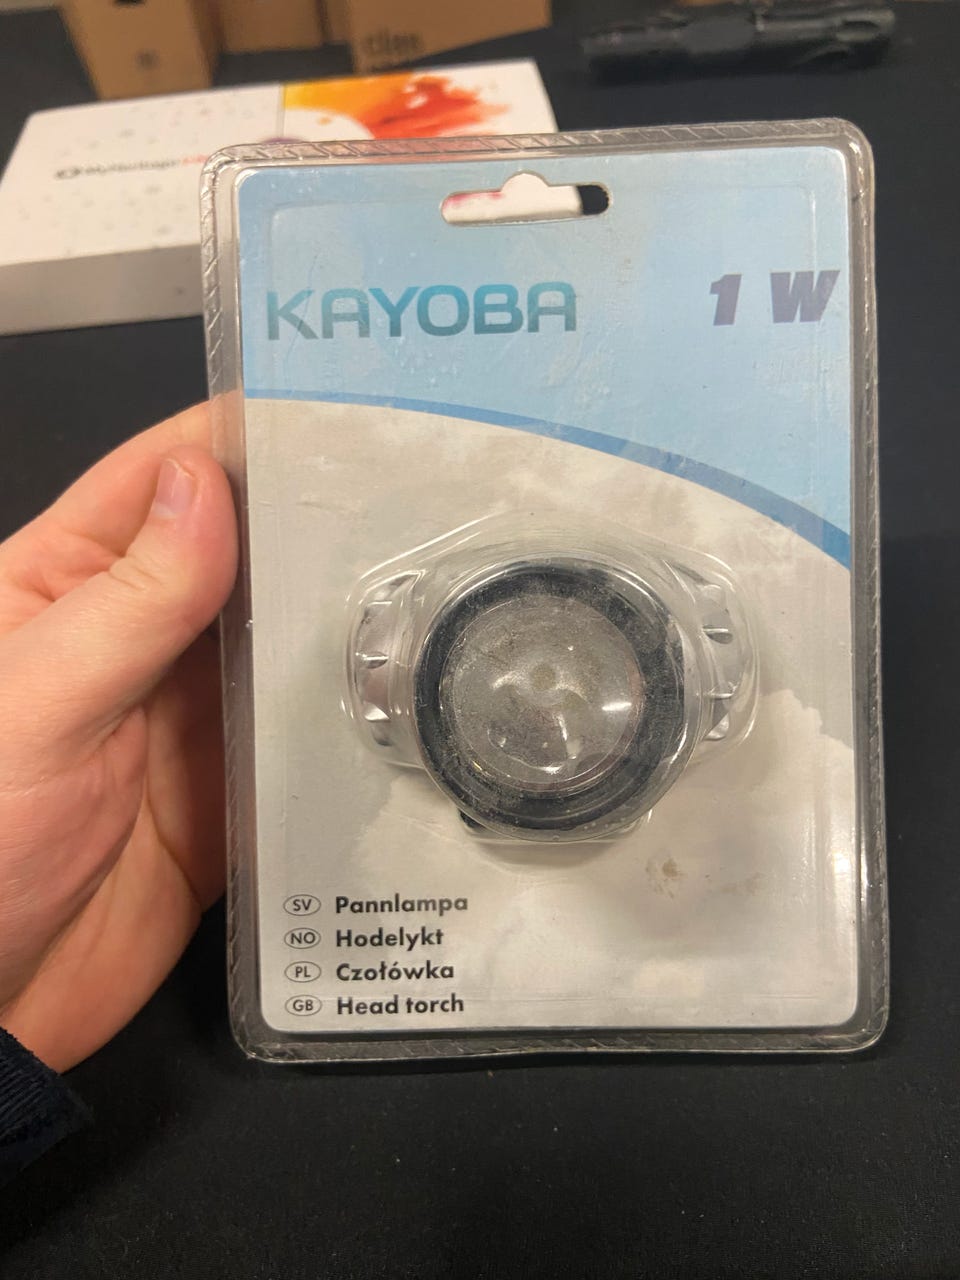 KAYOBA
1 W
SV Pannlampa
NO Hodelykt
PL Czołówka
GB Head torch